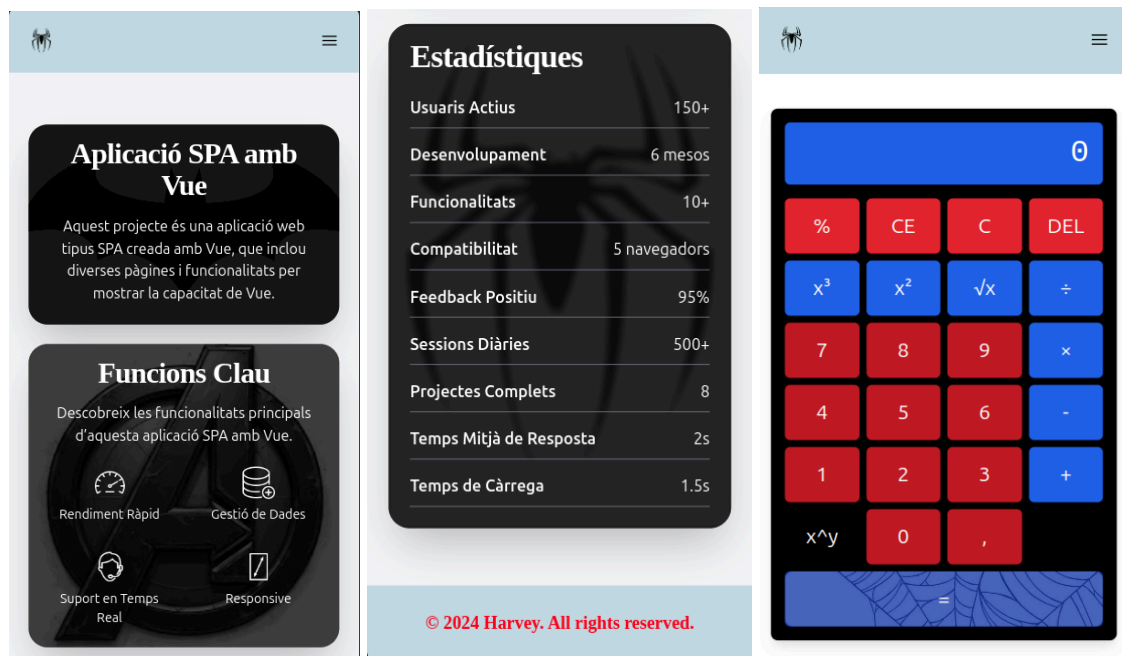 Aplicació SPA amb
Vue
Aquest projecte és una aplicació web
tipus SPA creada amb Vue, que inclou
diverses pàgines i funcionalitats per
mostrar la capacitat de Vue.
Funcions Clau
Descobreix les funcionalitats principals
d'aquesta aplicació SPA amb Vue.
Rendiment Ràpid Gestió de Dades
Suport en Temps
Real
Responsive
Estadístiques
Usuaris Actius 150+
Desenvolupament 6 mesos
Funcionalitats 10+
Compatibilitat 5 navegadors
Feedback Positiu 95%
Sessions Diàries 500+
Projectes Complets 8
Temps Mitjà de Resposta 2s
Temps de Càrrega 1.5s
© 2024 Harvey. All rights reserved.
0
% CE C DEL
x³ x² √x ÷
7 8 9 ×
4 5 6 -
1 2 3 +
x^y 0 ,
=